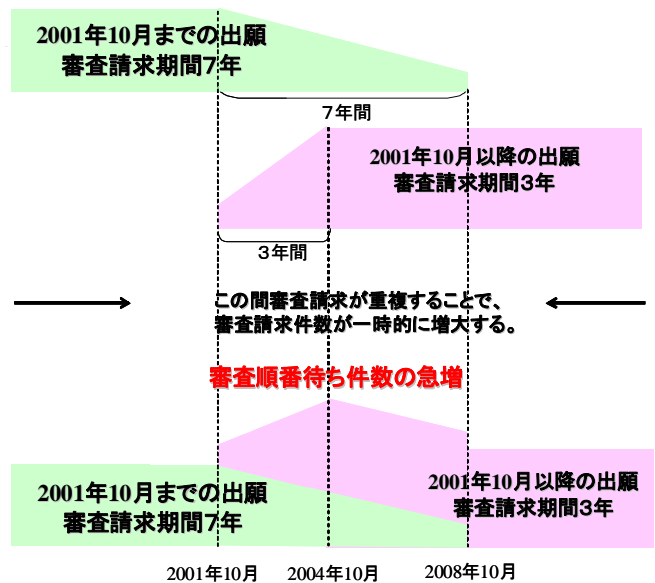 2001年10月までの出願
審査請求期間7年
７年間
2001年10月以降の出願
審査請求期間３年
３年間
この間審査請求が重複することで、
審査請求件数が一時的に増大する。
審査順番待ち件数の急増
2001年10月までの出願
審査請求期間7年
2001年10月以降の出願
審査請求期間３年
2001年10月
2004年10月
2008年10月